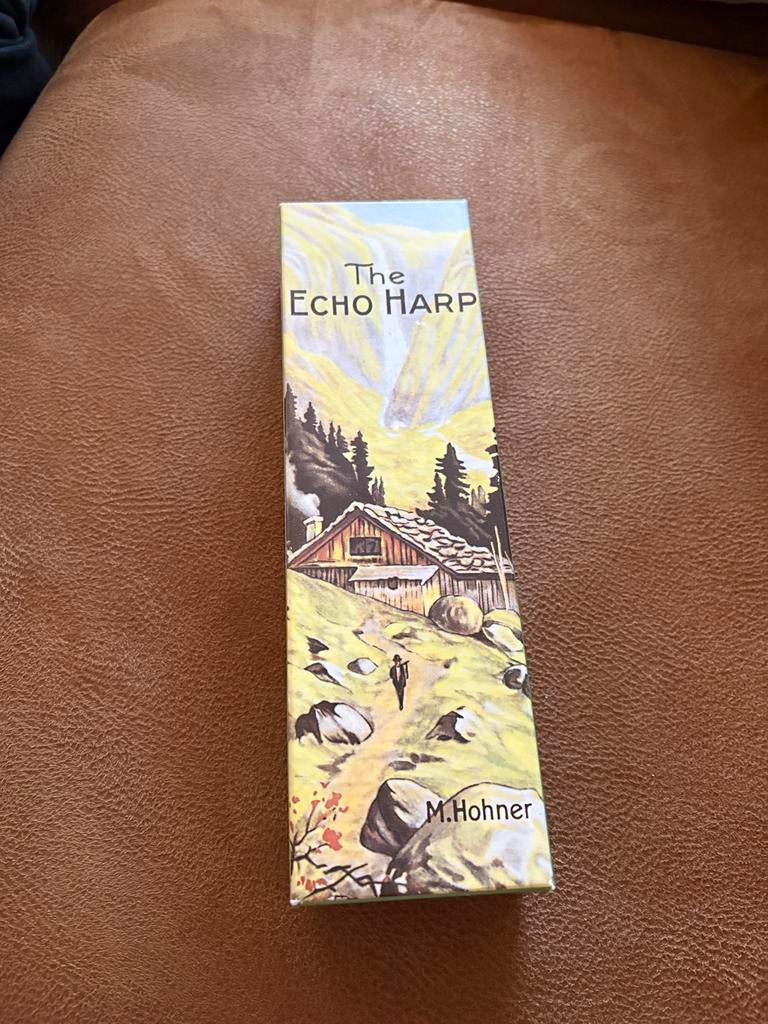 The
ECHO HARP
M. Hohner